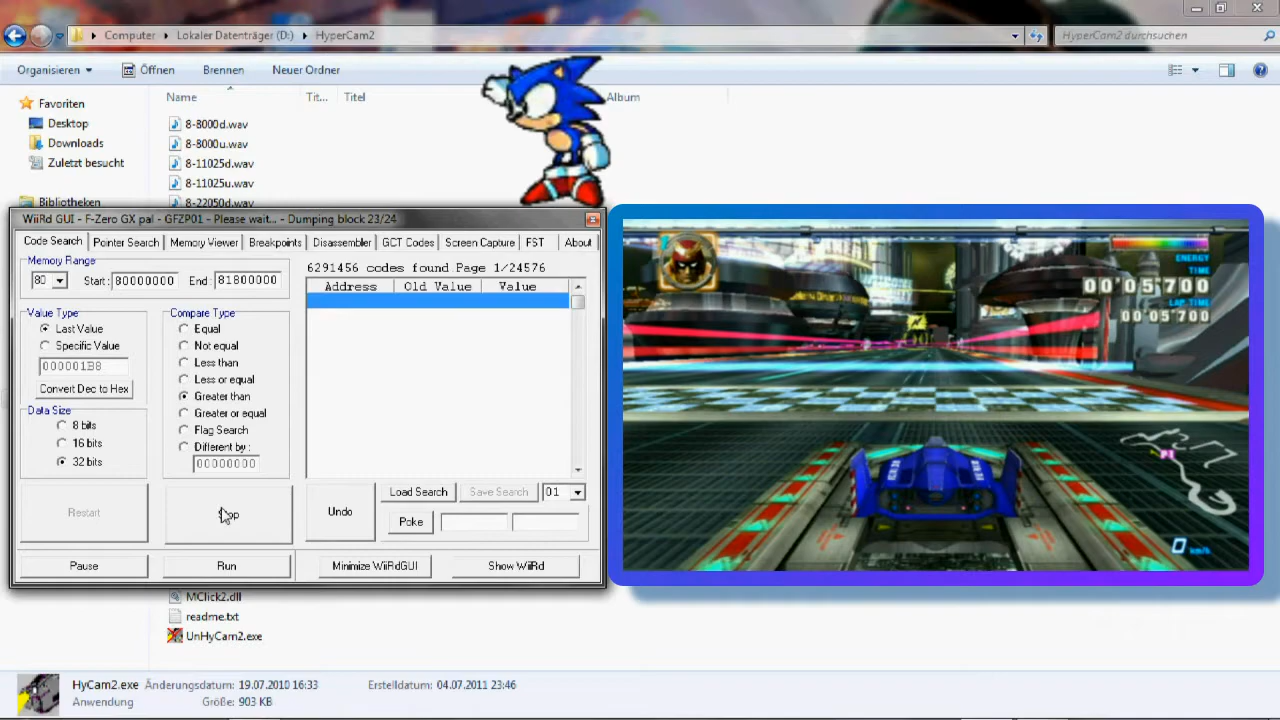 Computer
Lokaler Datenträger (D:)
HyperCam2
HyperCam2 durchsuchen
Organisieren
Öffnen
Brennen
Neuer Ordner
Favoriten
Desktop
Downloads
Zuletzt besucht
Bibliotheken
Name
Tit...
Titel
Album
8-8000d.wav
8-8000u.wav
8-11025d.wav
8-11025u.wav
8-22050d.wav
WiiRd GUI - F-Zero GX pal - GFZP01 - Please wait... - Dumping block 23/24
Code Search
Pointer Search
Memory Viewer
Breakpoints
Disassembler
GCT Codes
Screen Capture
FST
About
Memory Range
80
Start: 80000000
End: 81800000
Value Type
Last Value
Specific Value
000001B8
Convert Dec to Hex
Data Size
8 bits
16 bits
32 bits
Compare Type
Equal
Not equal
Less than
Less or equal
Greater than
Greater or equal
Flag Search
Different by:
00000000
6291456 codes found Page 1/24576
Address
Old Value
Value
Load Search
Save Search
01
Undo
Poke
Restart
Pause
Run
Minimize WiiRdGUI
Show WiiRd
ENERGY
TIME
00'05"700
LAP TIME
00'05"700
P1
0 km/h
MClick2.dll
readme.txt
UnHyCam2.exe
HyCam2.exe
Änderungsdatum: 19.07.2010 16:33
Erstelldatum: 04.07.2011 23:46
Anwendung
Größe: 903 KB